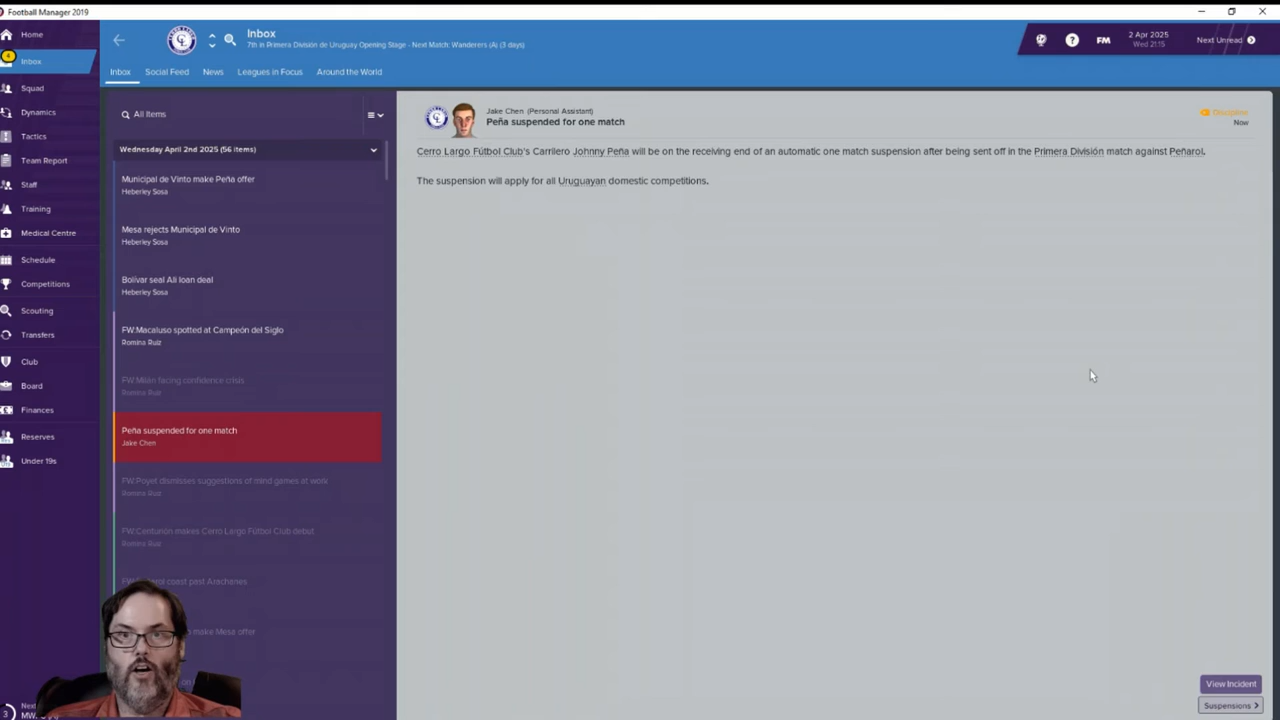 Football Manager 2019
Home
4
Inbox
Squad
Dynamics
Tactics
Team Report
Staff
Training
Medical Centre
Schedule
Competitions
Scouting
Transfers
Club
Board
Finances
Reserves
Under 19s
3
Inbox
7th in Primera División de Uruguay Opening Stage - Next Match: Wanderers (A) (3 days)
FM
2 Apr 2025
Wed 21:15
Next Unread
Inbox Social Feed News Leagues in Focus Around the World
All Items
Wednesday April 2nd 2025 (56 items)
Municipal de Vinto make Peña offer
Heberley Sosa
Mesa rejects Municipal de Vinto
Heberley Sosa
Bolívar seal Ali loan deal
Heberley Sosa
FW:Macaluso spotted at Campeón del Siglo
Romina Ruiz
FW:Milán facing confidence crisis
Romina Ruiz
Peña suspended for one match
Jake Chen
FW:Poyet dismisses suggestions of mind games at work
Romina Ruiz
FW:Centurión makes Cerro Largo Fútbol Club debut
Romina Ruiz
coast past Arachanes
make Mesa offer
Jake Chen (Personal Assistant)
Peña suspended for one match
Discipline
Now
Cerro Largo Fútbol Club's Carrilero Johnny Peña will be on the receiving end of an automatic one match suspension after being sent off in the Primera División match against Peñarol.
The suspension will apply for all Uruguayan domestic competitions.
View Incident
Suspensions